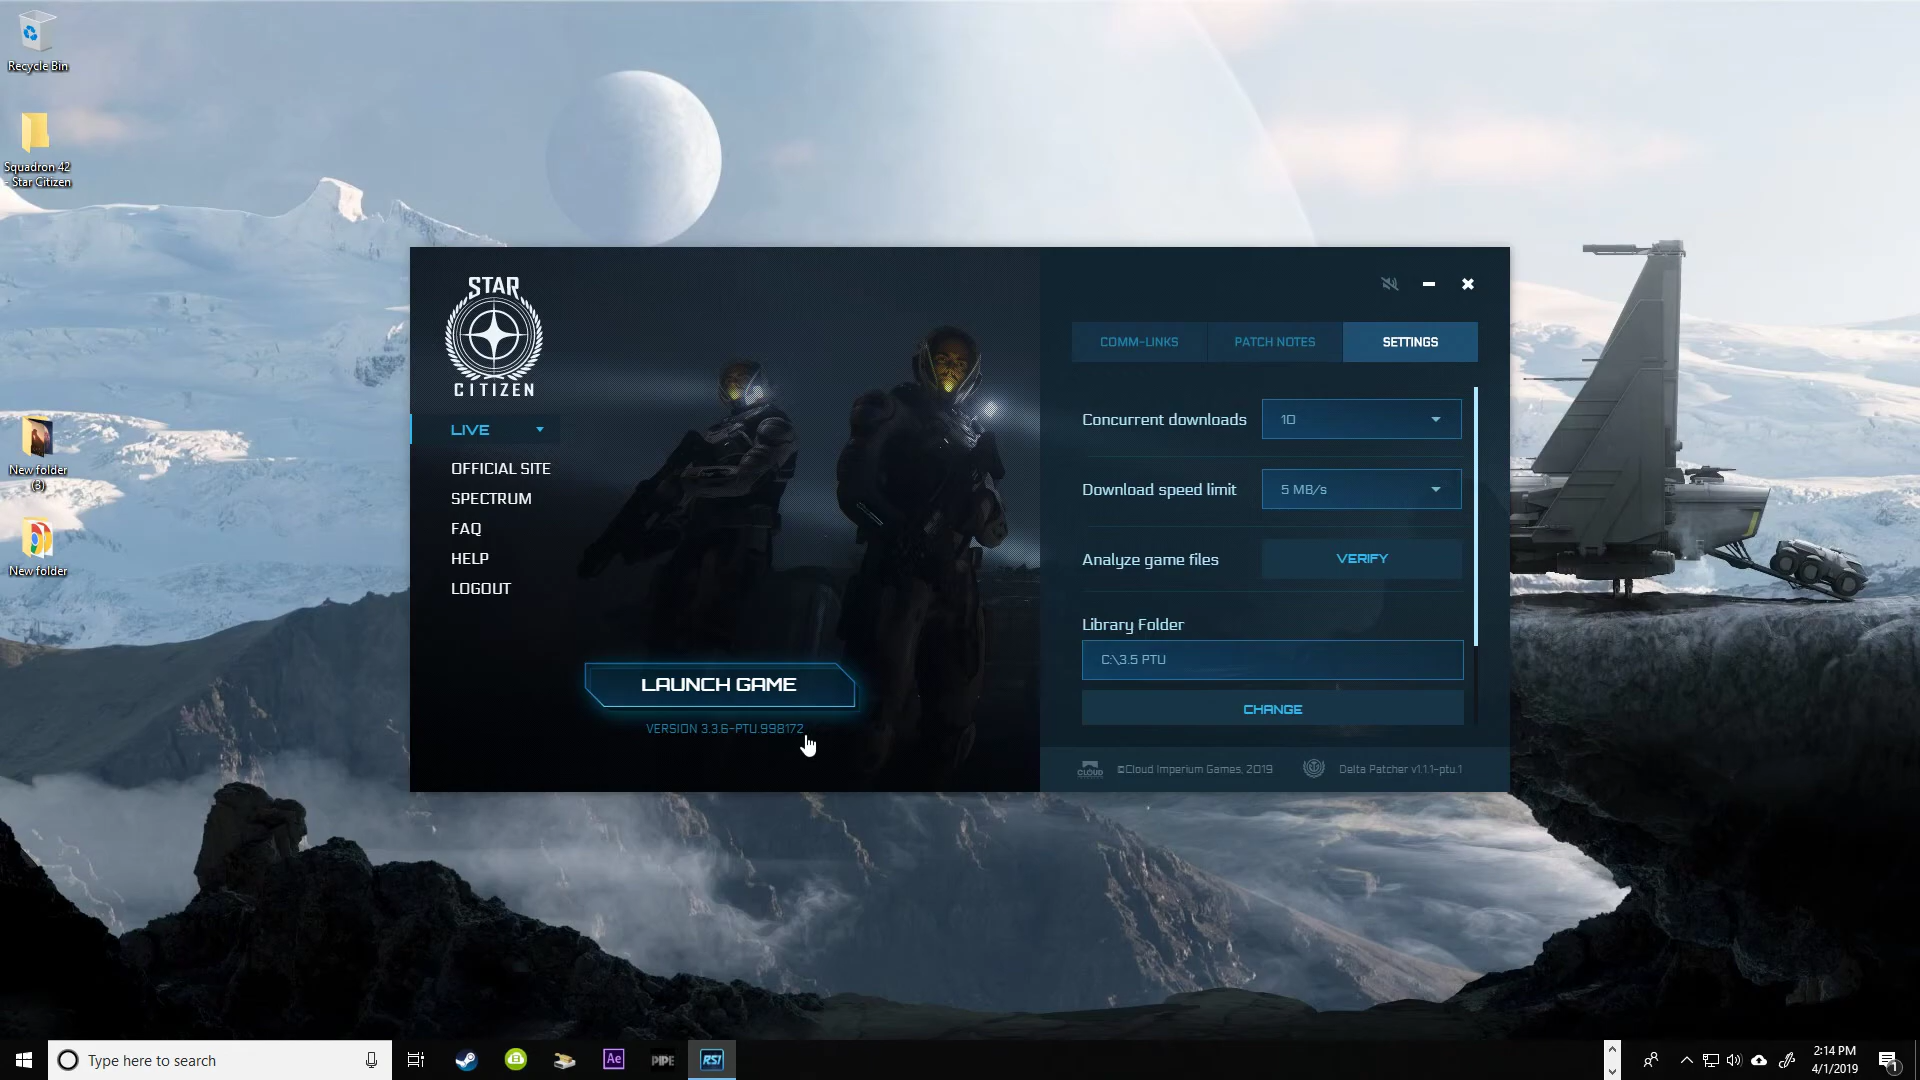 Recycle Bin
Squadron 42
- Star Citizen
New folder
(3)
New folder
STAR
CITIZEN
LIVE
OFFICIAL SITE
SPECTRUM
FAQ
HELP
LOGOUT
LAUNCH GAME
VERSION 3.3.6-PTU.998172
COMM-LINKS
PATCH NOTES
SETTINGS
Concurrent downloads
10
Download speed limit
5 MB/s
Analyze game files
VERIFY
Library Folder
C:\3.5 PTU
CHANGE
CLOUD
©Cloud Imperium Games, 2019
Delta Patcher v1.1.1-ptu.1
Type here to search
Ae
PIPE
RSI
2:14 PM
4/1/2019
1